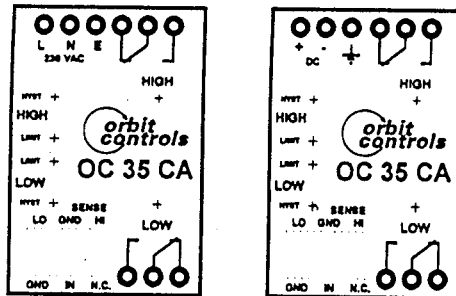 L N E
230 VAC
HIGH
HYST +
HIGH
LIMIT +
orbit
controls
LIMIT +
OC 35 CA
LOW
HYST +
SENSE
LO GND HI
LOW
GND IN N.C.
+ -
DC
HIGH
HYST +
HIGH
LIMIT +
orbit
controls
LIMIT +
OC 35 CA
LOW
HYST +
SENSE
LO GND HI
LOW
GND IN N.C.